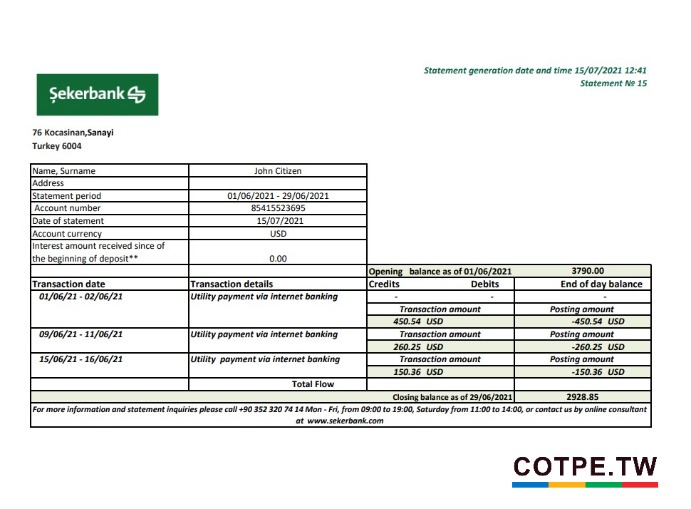 Statement generation date and time 15/07/2021 12:41
Statement № 15
Şekerbank
76 Kocasinan,Sanayi
Turkey 6004
Name, Surname John Citizen
Address
Statement period 01/06/2021 - 29/06/2021
Account number 85415523695
Date of statement 15/07/2021
Account currency USD
Interest amount received since of
the beginning of deposit** 0.00
Opening balance as of 01/06/2021 3790.00
Transaction date Transaction details Credits Debits End of day balance
01/06/21 - 02/06/21 Utility payment via internet banking - - -
Transaction amount Posting amount
450.54 USD -450.54 USD
09/06/21 - 11/06/21 Utility payment via internet banking Transaction amount Posting amount
260.25 USD -260.25 USD
15/06/21 - 16/06/21 Utility payment via internet banking Transaction amount Posting amount
150.36 USD -150.36 USD
Total Flow
Closing balance as of 29/06/2021 2928.85
For more information and statement inquiries please call +90 352 320 74 14 Mon - Fri, from 09:00 to 19:00, Saturday from 11:00 to 14:00, or contact us by online consultant
at www.sekerbank.com
COTPE.TW